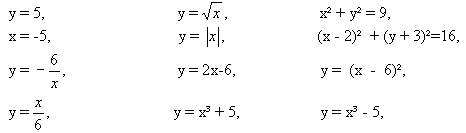 y = 5, y = √x, x² + y² = 9,
x = -5, y = |x|, (x - 2)² + (y + 3)²=16,
y = − 6/x, y = 2x-6, y = (x - 6)²,
y = x/6, y = x³ + 5, y = x³ - 5,